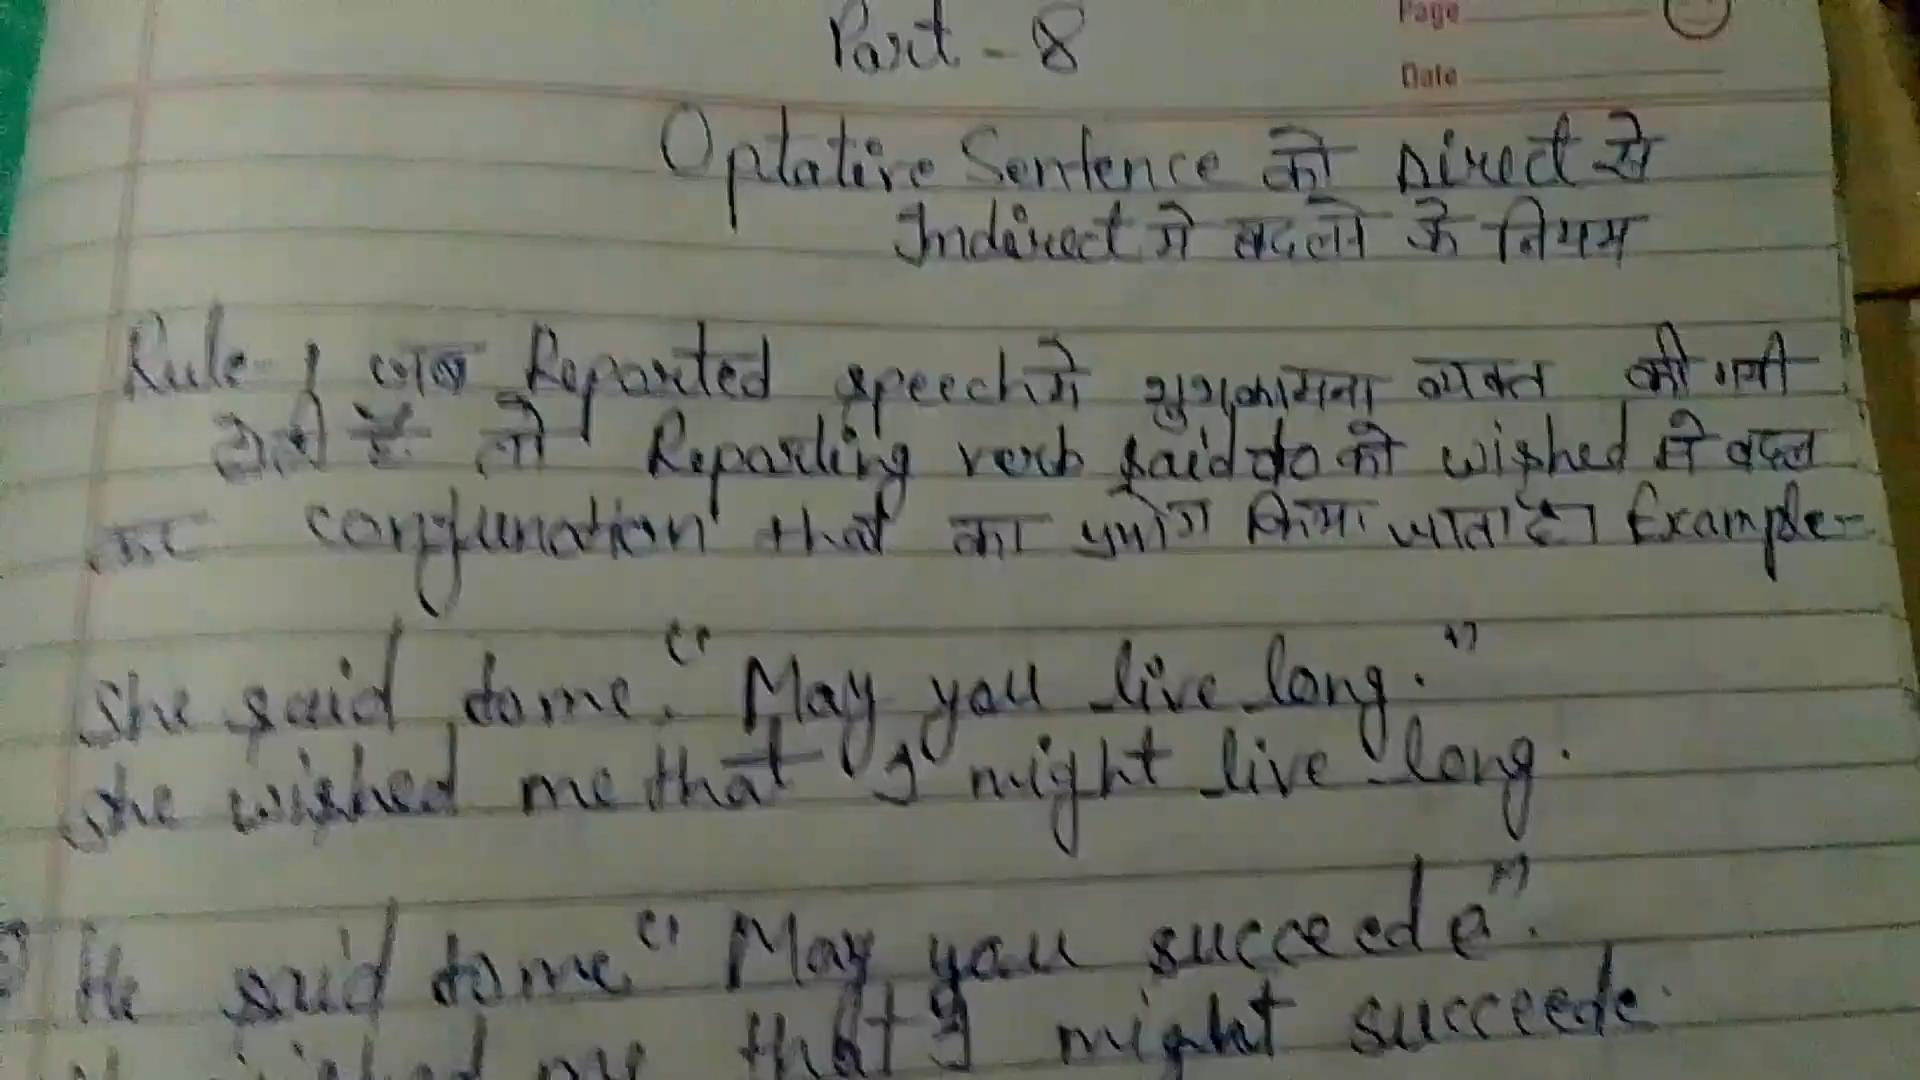 Part - 8
Page
Date
Optative Sentence को Direct से
Indirect मे बदलने के नियम
Rule-1 जब Reported speech मे शुभकामना व्यक्त की गयी
होती है तो Reporting verb said to को wished मे बदल
कर conjunation that का प्रयोग किया जाता है। Example-
She said to me. "May you live long."
She wished me that I might live long.
He said to me "May you succeede".
that I might succeede.